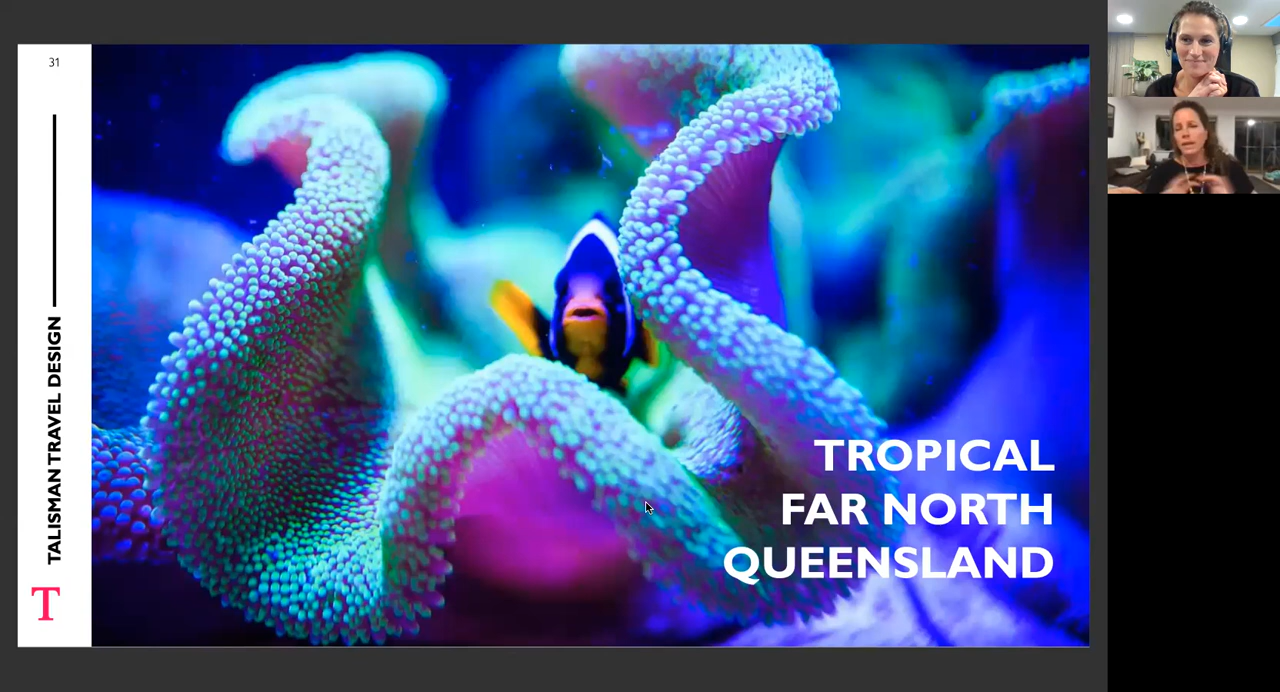 31
TALISMAN TRAVEL DESIGN
T
TROPICAL
FAR NORTH
QUEENSLAND